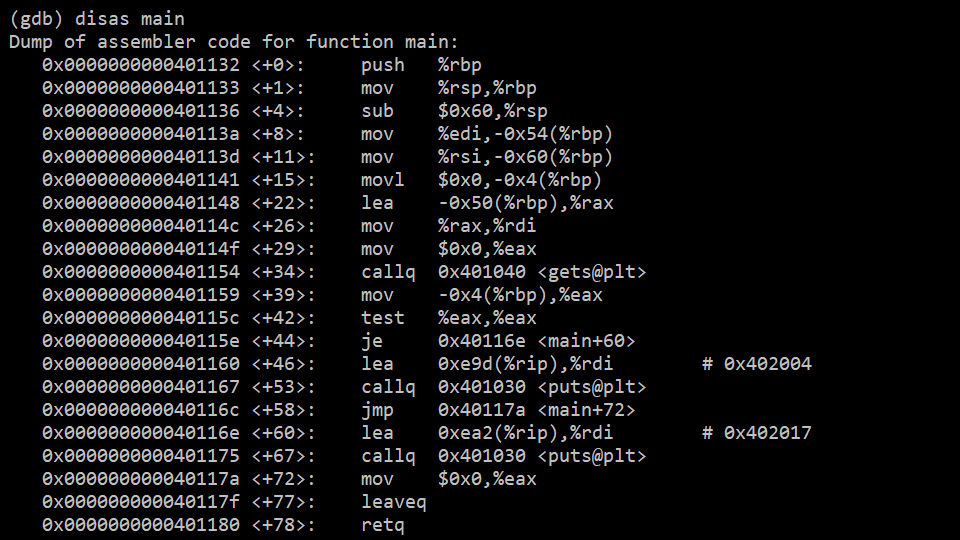 (gdb) disas main
Dump of assembler code for function main:
   0x0000000000401132 <+0>:     push   %rbp
   0x0000000000401133 <+1>:     mov    %rsp,%rbp
   0x0000000000401136 <+4>:     sub    $0x60,%rsp
   0x000000000040113a <+8>:     mov    %edi,-0x54(%rbp)
   0x000000000040113d <+11>:    mov    %rsi,-0x60(%rbp)
   0x0000000000401141 <+15>:    movl   $0x0,-0x4(%rbp)
   0x0000000000401148 <+22>:    lea    -0x50(%rbp),%rax
   0x000000000040114c <+26>:    mov    %rax,%rdi
   0x000000000040114f <+29>:    mov    $0x0,%eax
   0x0000000000401154 <+34>:    callq  0x401040 <gets@plt>
   0x0000000000401159 <+39>:    mov    -0x4(%rbp),%eax
   0x000000000040115c <+42>:    test   %eax,%eax
   0x000000000040115e <+44>:    je     0x40116e <main+60>
   0x0000000000401160 <+46>:    lea    0xe9d(%rip),%rdi        # 0x402004
   0x0000000000401167 <+53>:    callq  0x401030 <puts@plt>
   0x000000000040116c <+58>:    jmp    0x40117a <main+72>
   0x000000000040116e <+60>:    lea    0xea2(%rip),%rdi        # 0x402017
   0x0000000000401175 <+67>:    callq  0x401030 <puts@plt>
   0x000000000040117a <+72>:    mov    $0x0,%eax
   0x000000000040117f <+77>:    leaveq
   0x0000000000401180 <+78>:    retq